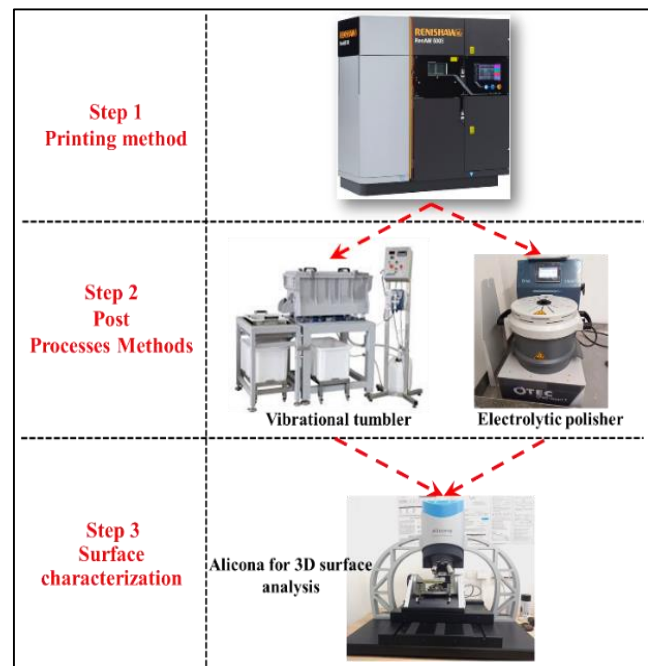 RENISHAW
Step 1
Printing method
Step 2
Post
Processes Methods
OTEC
Vibrational tumbler
Electrolytic polisher
Step 3
Surface
characterization
alicona
Alicona for 3D surface
analysis